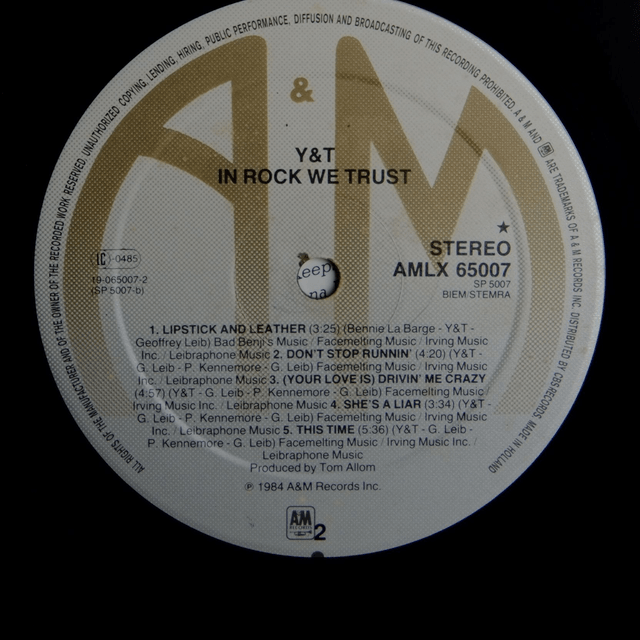 ALL RIGHTS OF THE MANUFACTURER AND OF THE OWNER OF THE RECORDED WORK RESERVED. UNAUTHORIZED COPYING, LENDING, HIRING, PUBLIC PERFORMANCE, DIFFUSION AND BROADCASTING OF THIS RECORDING PROHIBITED. A & M AND AM ARE TRADEMARKS OF A & M RECORDS INC. DISTRIBUTED BY CBS-RECORDS MADE IN HOLLAND
A & M
Y&T
IN ROCK WE TRUST
LC-0485
19-065007-2
(SP 5007-b)
STEREO
AMLX 65007
SP 5007
BIEM/STEMRA
eep
na
1. LIPSTICK AND LEATHER (3:25) (Bennie La Barge - Y&T -
Geoffrey Leib) Bad Benji's Music / Facemelting Music / Irving Music
Inc. / Leibraphone Music 2. DON'T STOP RUNNIN' (4:20) (Y&T -
G. Leib - P. Kennemore - G. Leib) Facemelting Music / Irving Music
Inc. / Leibraphone Music 3. (YOUR LOVE IS) DRIVIN' ME CRAZY
(4:57) (Y&T - G. Leib - P. Kennemore - G. Leib) Facemelting Music /
Irving Music Inc. / Leibraphone Music 4. SHE'S A LIAR (3:34) (Y&T -
G. Leib - P. Kennemore - G. Leib) Facemelting Music / Irving Music
Inc. / Leibraphone Music 5. THIS TIME (5:36) (Y&T - G. Leib -
P. Kennemore - G. Leib) Facemelting Music / Irving Music Inc. /
Leibraphone Music
Produced by Tom Allom
℗ 1984 A&M Records Inc.
AM
RECORDS
2